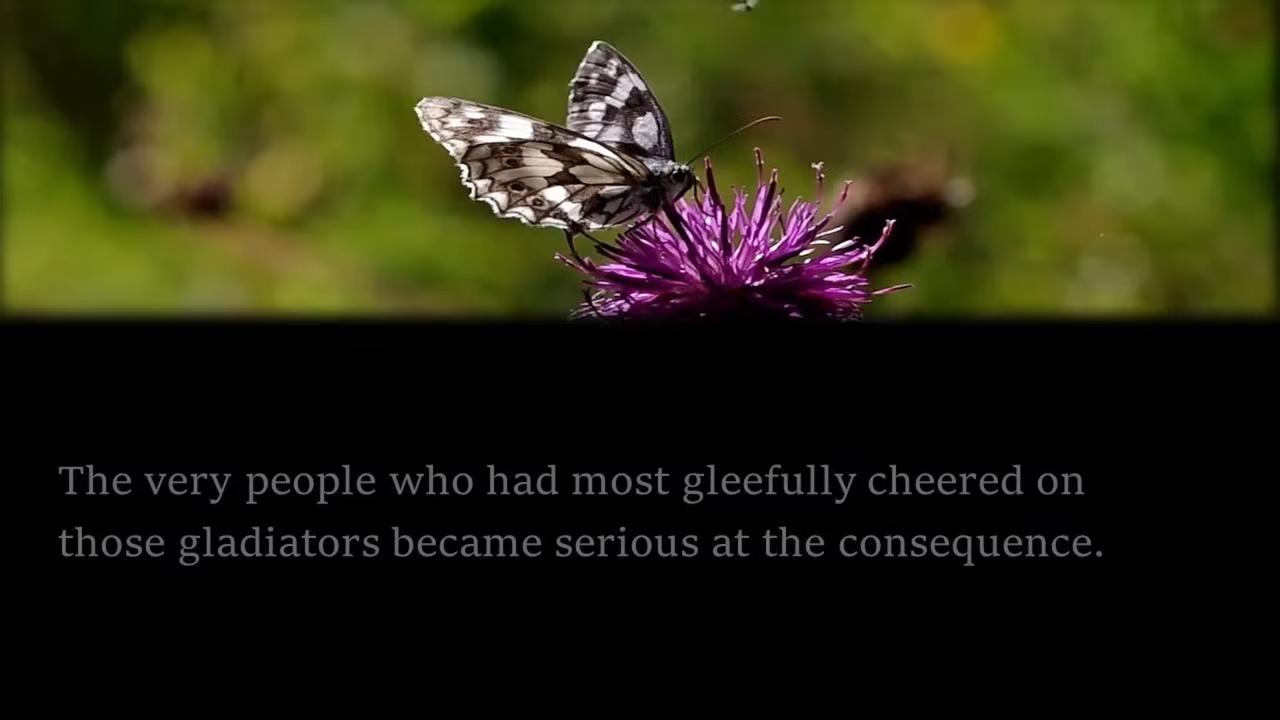 The very people who had most gleefully cheered on
those gladiators became serious at the consequence.